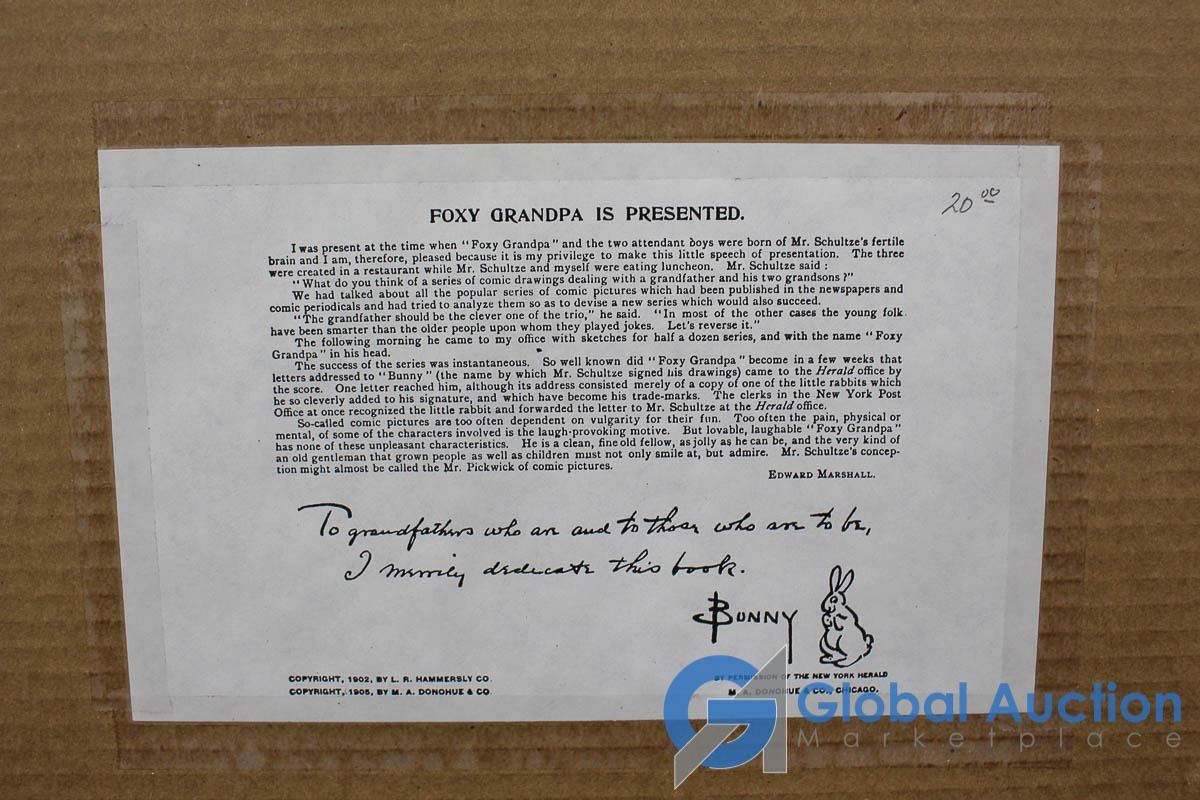 20 00
FOXY GRANDPA IS PRESENTED.
I was present at the time when "Foxy Grandpa" and the two attendant boys were born of Mr. Schultze's fertile
brain and I am, therefore, pleased because it is my privilege to make this little speech of presentation. The three
were created in a restaurant while Mr. Schultze and myself were eating luncheon. Mr. Schultze said :
"What do you think of a series of comic drawings dealing with a grandfather and his two grandsons?"
We had talked about all the popular series of comic pictures which had been published in the newspapers and
comic periodicals and had tried to analyze them so as to devise a new series which would also succeed.
"The grandfather should be the clever one of the trio," he said. "In most of the other cases the young folk
have been smarter than the older people upon whom they played jokes. Let's reverse it."
The following morning he came to my office with sketches for half a dozen series, and with the name "Foxy
Grandpa" in his head.
The success of the series was instantaneous. So well known did "Foxy Grandpa" become in a few weeks that
letters addressed to "Bunny" (the name by which Mr. Schultze signed his drawings) came to the Herald office by
the score. One letter reached him, although its address consisted merely of a copy of one of the little rabbits which
he so cleverly added to his signature, and which have become his trade-marks. The clerks in the New York Post
Office at once recognized the little rabbit and forwarded the letter to Mr. Schultze at the Herald office.
So-called comic pictures are too often dependent on vulgarity for their fun. Too often the pain, physical or
mental, of some of the characters involved is the laugh-provoking motive. But lovable, laughable "Foxy Grandpa"
has none of these unpleasant characteristics. He is a clean, fine old fellow, as jolly as he can be, and the very kind of
an old gentleman that grown people as well as children must not only smile at, but admire. Mr. Schultze's concep-
tion might almost be called the Mr. Pickwick of comic pictures.
EDWARD MARSHALL.
To grandfathers who are and to those who are to be,
I merrily dedicate this book.
BUNNY
COPYRIGHT, 1902, BY L. R. HAMMERSLY CO.
COPYRIGHT, 1905, BY M. A. DONOHUE & CO.
BY PERMISSION OF THE NEW YORK HERALD
M. A. DONOHUE & CO., CHICAGO.
Global Auction
Marketplace